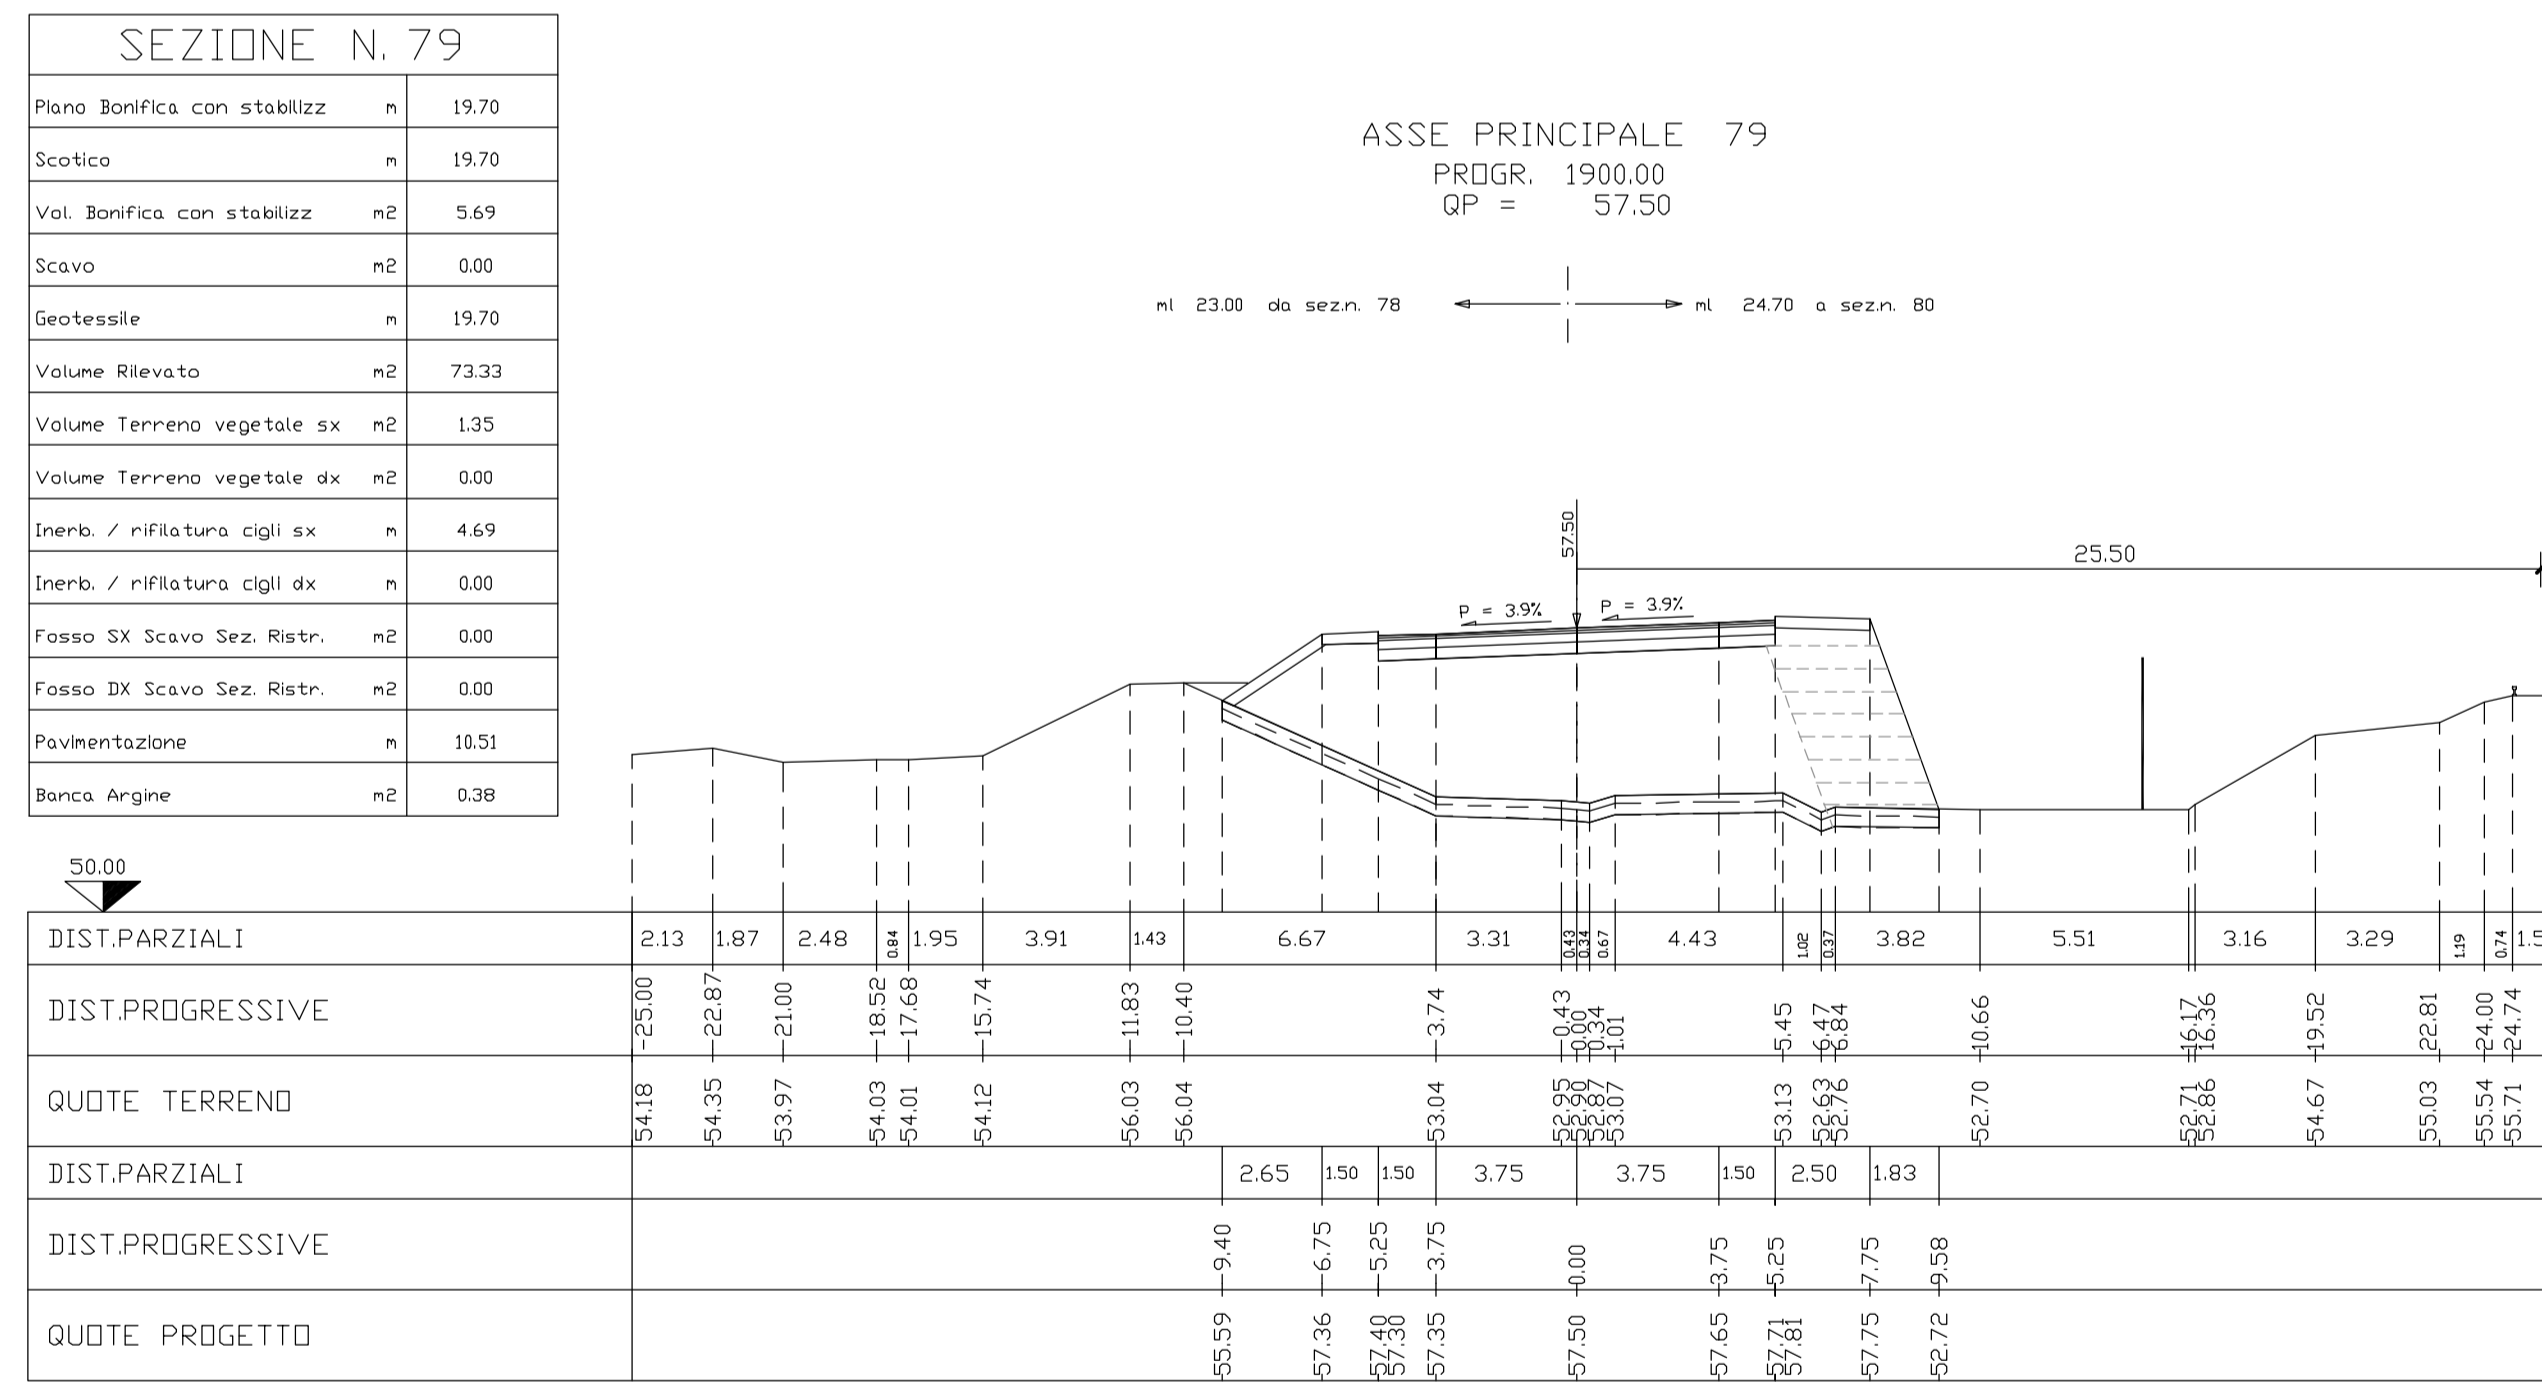 SEZIONE N. 79
Piano Bonifica con stabilizz m 19.70
Scotico m 19.70
Vol. Bonifica con stabilizz m2 5.69
Scavo m2 0.00
Geotessile m 19.70
Volume Rilevato m2 73.33
Volume Terreno vegetale sx m2 1.35
Volume Terreno vegetale dx m2 0.00
Inerb. / rifilatura cigli sx m 4.69
Inerb. / rifilatura cigli dx m 0.00
Fosso SX Scavo Sez. Ristr. m2 0.00
Fosso DX Scavo Sez. Ristr. m2 0.00
Pavimentazione m 10.51
Banca Argine m2 0.38
ASSE PRINCIPALE 79
PROGR. 1900.00
QP = 57.50
ml 23.00 da sez.n. 78
ml 24.70 a sez.n. 80
57.50
25.50
P = 3.9%
P = 3.9%
50.00
DIST.PARZIALI 2.13 1.87 2.48 0.84 1.95 3.91 1.43 6.67 3.31 0.43 0.34 0.67 4.43 1.02 0.37 3.82 5.51 3.16 3.29 1.19 0.74 1.5
DIST.PROGRESSIVE -25.00 -22.87 -21.00 -18.52 -17.68 -15.74 -11.83 -10.40 -3.74 -0.43 0.00 0.34 1.01 5.45 6.47 6.84 10.66 16.17 16.36 19.52 22.81 24.00 24.74
QUOTE TERRENO 54.18 54.35 53.97 54.03 54.01 54.12 56.03 56.04 53.04 52.95 52.90 52.87 53.07 53.13 52.63 52.76 52.70 52.71 52.86 54.67 55.03 55.54 55.71
DIST.PARZIALI 2.65 1.50 1.50 3.75 3.75 1.50 2.50 1.83
DIST.PROGRESSIVE -9.40 -6.75 -5.25 -3.75 0.00 3.75 5.25 7.75 9.58
QUOTE PROGETTO 55.59 57.36 57.40 57.30 57.35 57.50 57.65 57.71 57.81 57.75 52.72